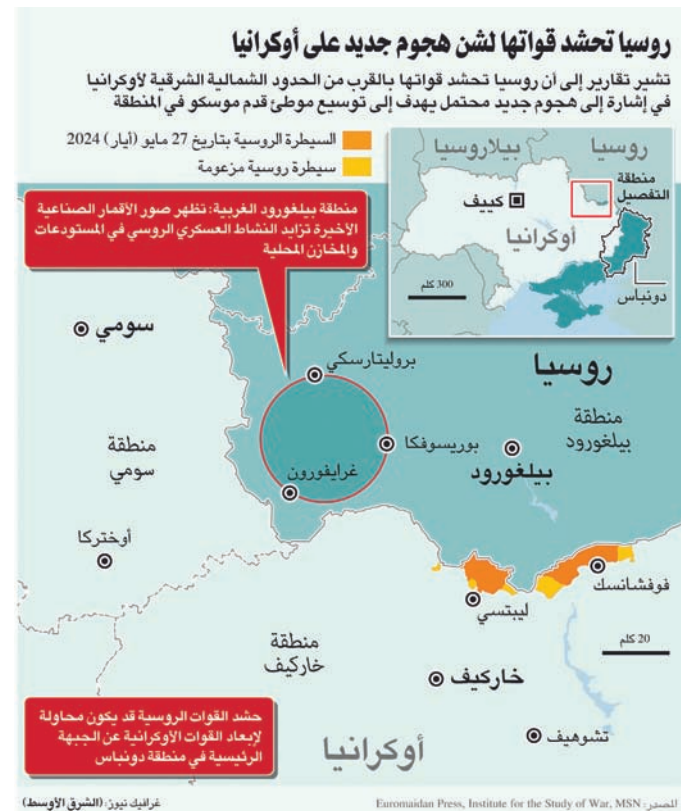 روسيا تحشد قواتها لشن هجوم جديد على أوكرانيا
تشير تقارير إلى أن روسيا تحشد قواتها بالقرب من الحدود الشمالية الشرقية لأوكرانيا
في إشارة إلى هجوم جديد محتمل يهدف إلى توسيع موطئ قدم موسكو في المنطقة
السيطرة الروسية بتاريخ 27 مايو (أيار) 2024
سيطرة روسية مزعومة
روسيا
بيلاروسيا
منطقة
التفصيل
كييف
أوكرانيا
300 كلم
دونباس
منطقة بيلغورود الغربية: تظهر صور الأقمار الصناعية
الأخيرة تزايد النشاط العسكري الروسي في المستودعات
والمخازن المحلية
سومي
بروليتارسكي
روسيا
منطقة
بيلغورود
بوريسوفكا
بيلغورود
منطقة
سومي
غرايفورون
أوختركا
فوفشانسك
ليبتسي
20 كلم
منطقة
خاركيف
خاركيف
تشوهيف
أوكرانيا
حشد القوات الروسية قد يكون محاولة
لإبعاد القوات الأوكرانية عن الجبهة
الرئيسية في منطقة دونباس
المصدر: Euromaidan Press, Institute for the Study of War, MSN
غرافيك نيوز: (الشرق الأوسط)